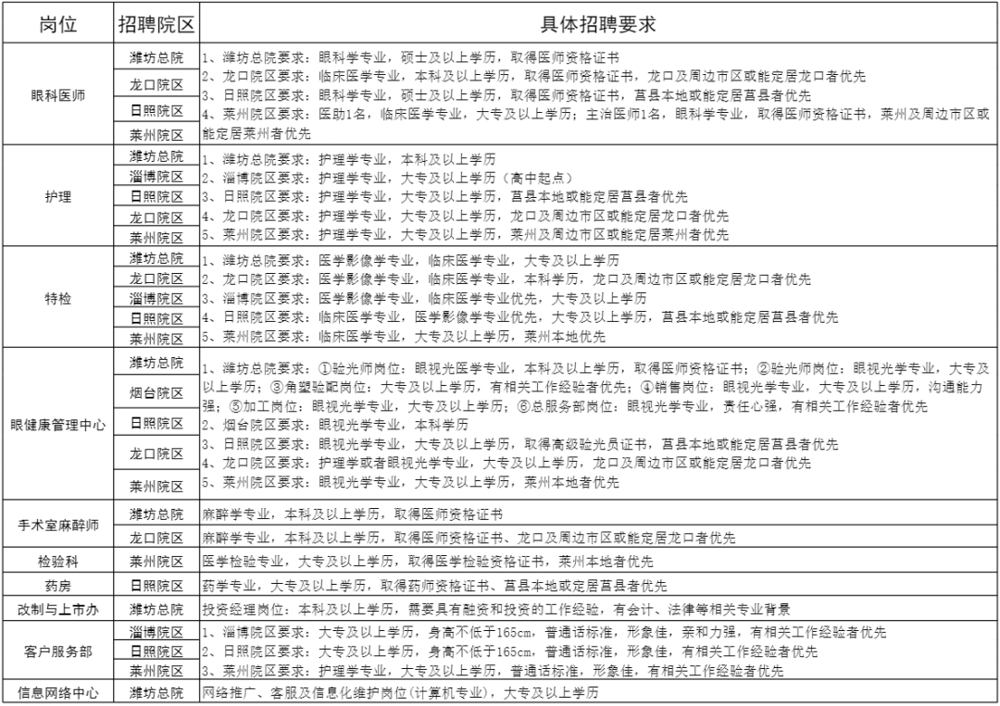 岗位 招聘院区 具体招聘要求
眼科医师
潍坊总院
龙口院区
日照院区
莱州院区
1、潍坊总院要求：眼科学专业，硕士及以上学历，取得医师资格证书
2、龙口院区要求：临床医学专业，本科及以上学历，取得医师资格证书，龙口及周边市区或能定居龙口者优先
3、日照院区要求：眼科学专业，硕士及以上学历，取得医师资格证书，莒县本地或能定居莒县者优先
4、莱州院区要求：医助1名，临床医学专业，大专及以上学历；主治医师1名，眼科学专业，取得医师资格证书，莱州及周边市区或
能定居莱州者优先
护理
潍坊总院
淄博院区
日照院区
龙口院区
莱州院区
1、潍坊总院要求：护理学专业，本科及以上学历
2、淄博院区要求：护理学专业，大专及以上学历（高中起点）
3、日照院区要求：护理学专业，大专及以上学历，莒县本地或能定居莒县者优先
4、龙口院区要求：护理学专业，大专及以上学历，龙口及周边市区或能定居龙口者优先
5、莱州院区要求：护理学专业，大专及以上学历，莱州及周边市区或能定居莱州者优先
特检
潍坊总院
龙口院区
淄博院区
日照院区
莱州院区
1、潍坊总院要求：医学影像学专业，临床医学专业，大专及以上学历
2、龙口院区要求：医学影像学专业，临床医学专业，本科学历，龙口及周边市区或能定居龙口者优先
3、淄博院区要求：医学影像学专业，临床医学专业优先，大专及以上学历
4、日照院区要求：临床医学专业，医学影像学专业优先，大专及以上学历，莒县本地或能定居莒县者优先
5、莱州院区要求：临床医学专业，大专及以上学历，莱州本地优先
眼健康管理中心
潍坊总院
烟台院区
日照院区
龙口院区
莱州院区
1、潍坊总院要求：①验光师岗位：眼视光医学专业，本科及以上学历，取得医师资格证书；②验光师岗位：眼视光学专业，大专及
以上学历；③角塑验配岗位：大专及以上学历，有相关工作经验者优先；④销售岗位：眼视光学专业，大专及以上学历，沟通能力
强；⑤加工岗位：眼视光学专业，大专及以上学历；⑥总服务部岗位：眼视光学专业，责任心强，有相关工作经验者优先
2、烟台院区要求：眼视光学专业，本科学历
3、日照院区要求：眼视光学专业，大专及以上学历，取得高级验光员证书，莒县本地或能定居莒县者优先
4、龙口院区要求：护理学或者眼视光学专业，大专及以上学历，龙口及周边市区或能定居龙口者优先
5、莱州院区要求：眼视光学专业，大专及以上学历，莱州本地者优先
手术室麻醉师
潍坊总院 麻醉学专业，本科及以上学历，取得医师资格证书
龙口院区 麻醉学专业，本科及以上学历，取得医师资格证书、龙口及周边市区或能定居龙口者优先
检验科 莱州院区 医学检验专业，大专及以上学历，取得医学检验资格证书，莱州本地者优先
药房 日照院区 药学专业，大专及以上学历，取得药师资格证书、莒县本地或定居莒县者优先
改制与上市办 潍坊总院 投资经理岗位：本科及以上学历，需要具有融资和投资的工作经验，有会计、法律等相关专业背景
客户服务部
淄博院区
日照院区
莱州院区
1、淄博院区要求：大专及以上学历，身高不低于165cm，普通话标准，形象佳，亲和力强，有相关工作经验者优先
2、日照院区要求：大专及以上学历，身高不低于165cm，普通话标准，形象佳，有相关工作经验者优先
3、莱州院区要求：护理学专业，大专及以上学历，普通话标准，形象佳，有相关工作经验者优先
信息网络中心 潍坊总院 网络推广、客服及信息化维护岗位(计算机专业)，大专及以上学历